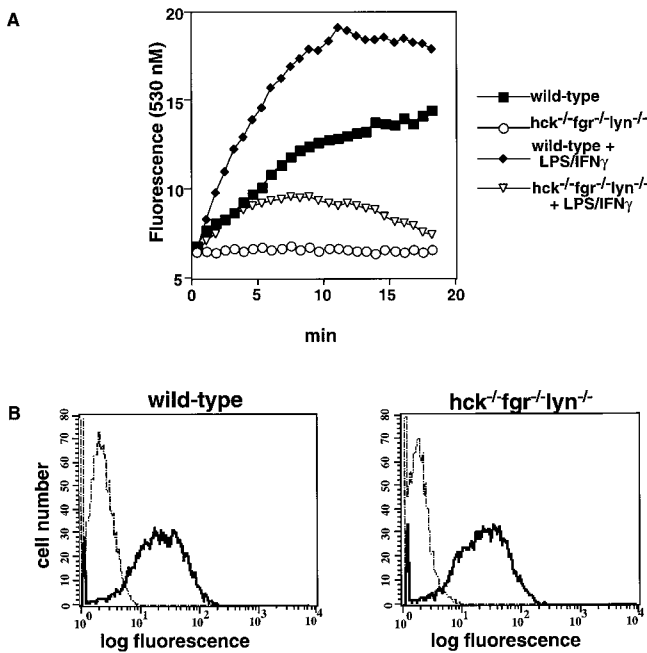 A
Fluorescence (530 nM)
20
15
10
5
0
5
10
15
20
min
wild-type
hck-/-fgr-/-lyn-/-
wild-type +
LPS/IFNγ
hck-/-fgr-/-lyn-/-
+ LPS/IFNγ
B
wild-type
cell number
80
70
60
50
40
30
20
10
0
10⁰
10¹
10²
10³
10⁴
log fluorescence
hck-/-fgr-/-lyn-/-
80
70
60
50
40
30
20
10
0
10⁰
10¹
10²
10³
10⁴
log fluorescence